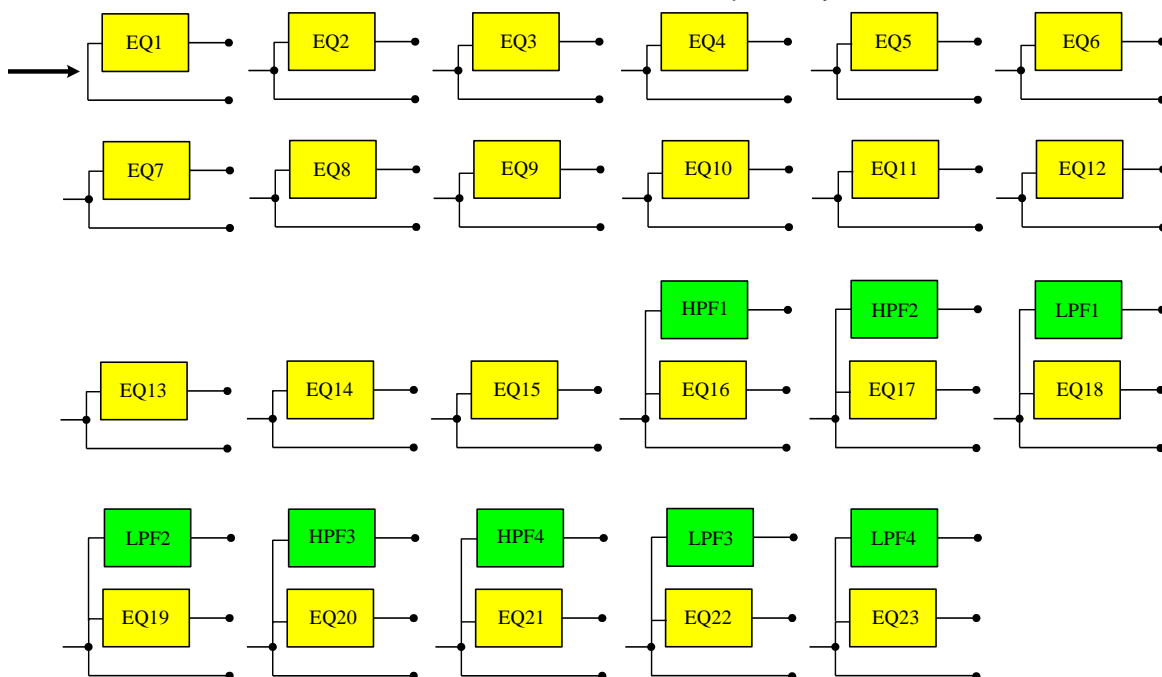 EQ1 EQ2 EQ3 EQ4 EQ5 EQ6
EQ7 EQ8 EQ9 EQ10 EQ11 EQ12
HPF1 HPF2 LPF1
EQ13 EQ14 EQ15 EQ16 EQ17 EQ18
LPF2 HPF3 HPF4 LPF3 LPF4
EQ19 EQ20 EQ21 EQ22 EQ23